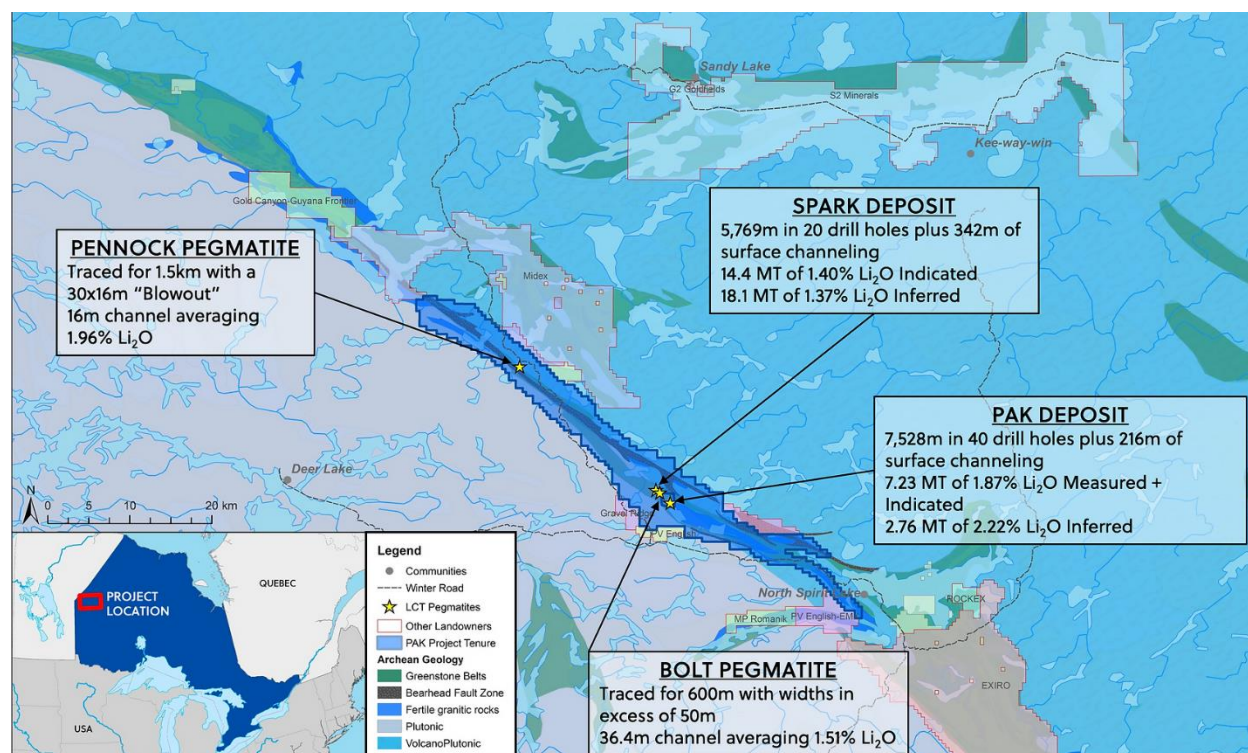 Sandy Lake
G2 Goldfields
S2 Minerals
Kee-way-win
Gold Canyon-Guyana Frontier
SPARK DEPOSIT
5,769m in 20 drill holes plus 342m of
surface channeling
14.4 MT of 1.40% Li₂O Indicated
18.1 MT of 1.37% Li₂O Inferred
PENNOCK PEGMATITE
Traced for 1.5km with a
30x16m "Blowout"
16m channel averaging
1.96% Li₂O
Midex
PAK DEPOSIT
7,528m in 40 drill holes plus 216m of
surface channeling
7.23 MT of 1.87% Li₂O Measured +
Indicated
2.76 MT of 2.22% Li₂O Inferred
Deer Lake
N
0 5 10 20 km
PV English
North Spirit Lake
ROCKEX
MP Romanik
EXIRO
BOLT PEGMATITE
Traced for 600m with widths in
excess of 50m
36.4m channel averaging 1.51% Li₂O
QUEBEC
PROJECT
LOCATION
USA
Legend
Communities
Winter Road
LCT Pegmatites
Other Landowners
PAK Project Tenure
Archean Geology
Greenstone Belts
Bearhead Fault Zone
Fertile granitic rocks
Plutonic
VolcanoPlutonic